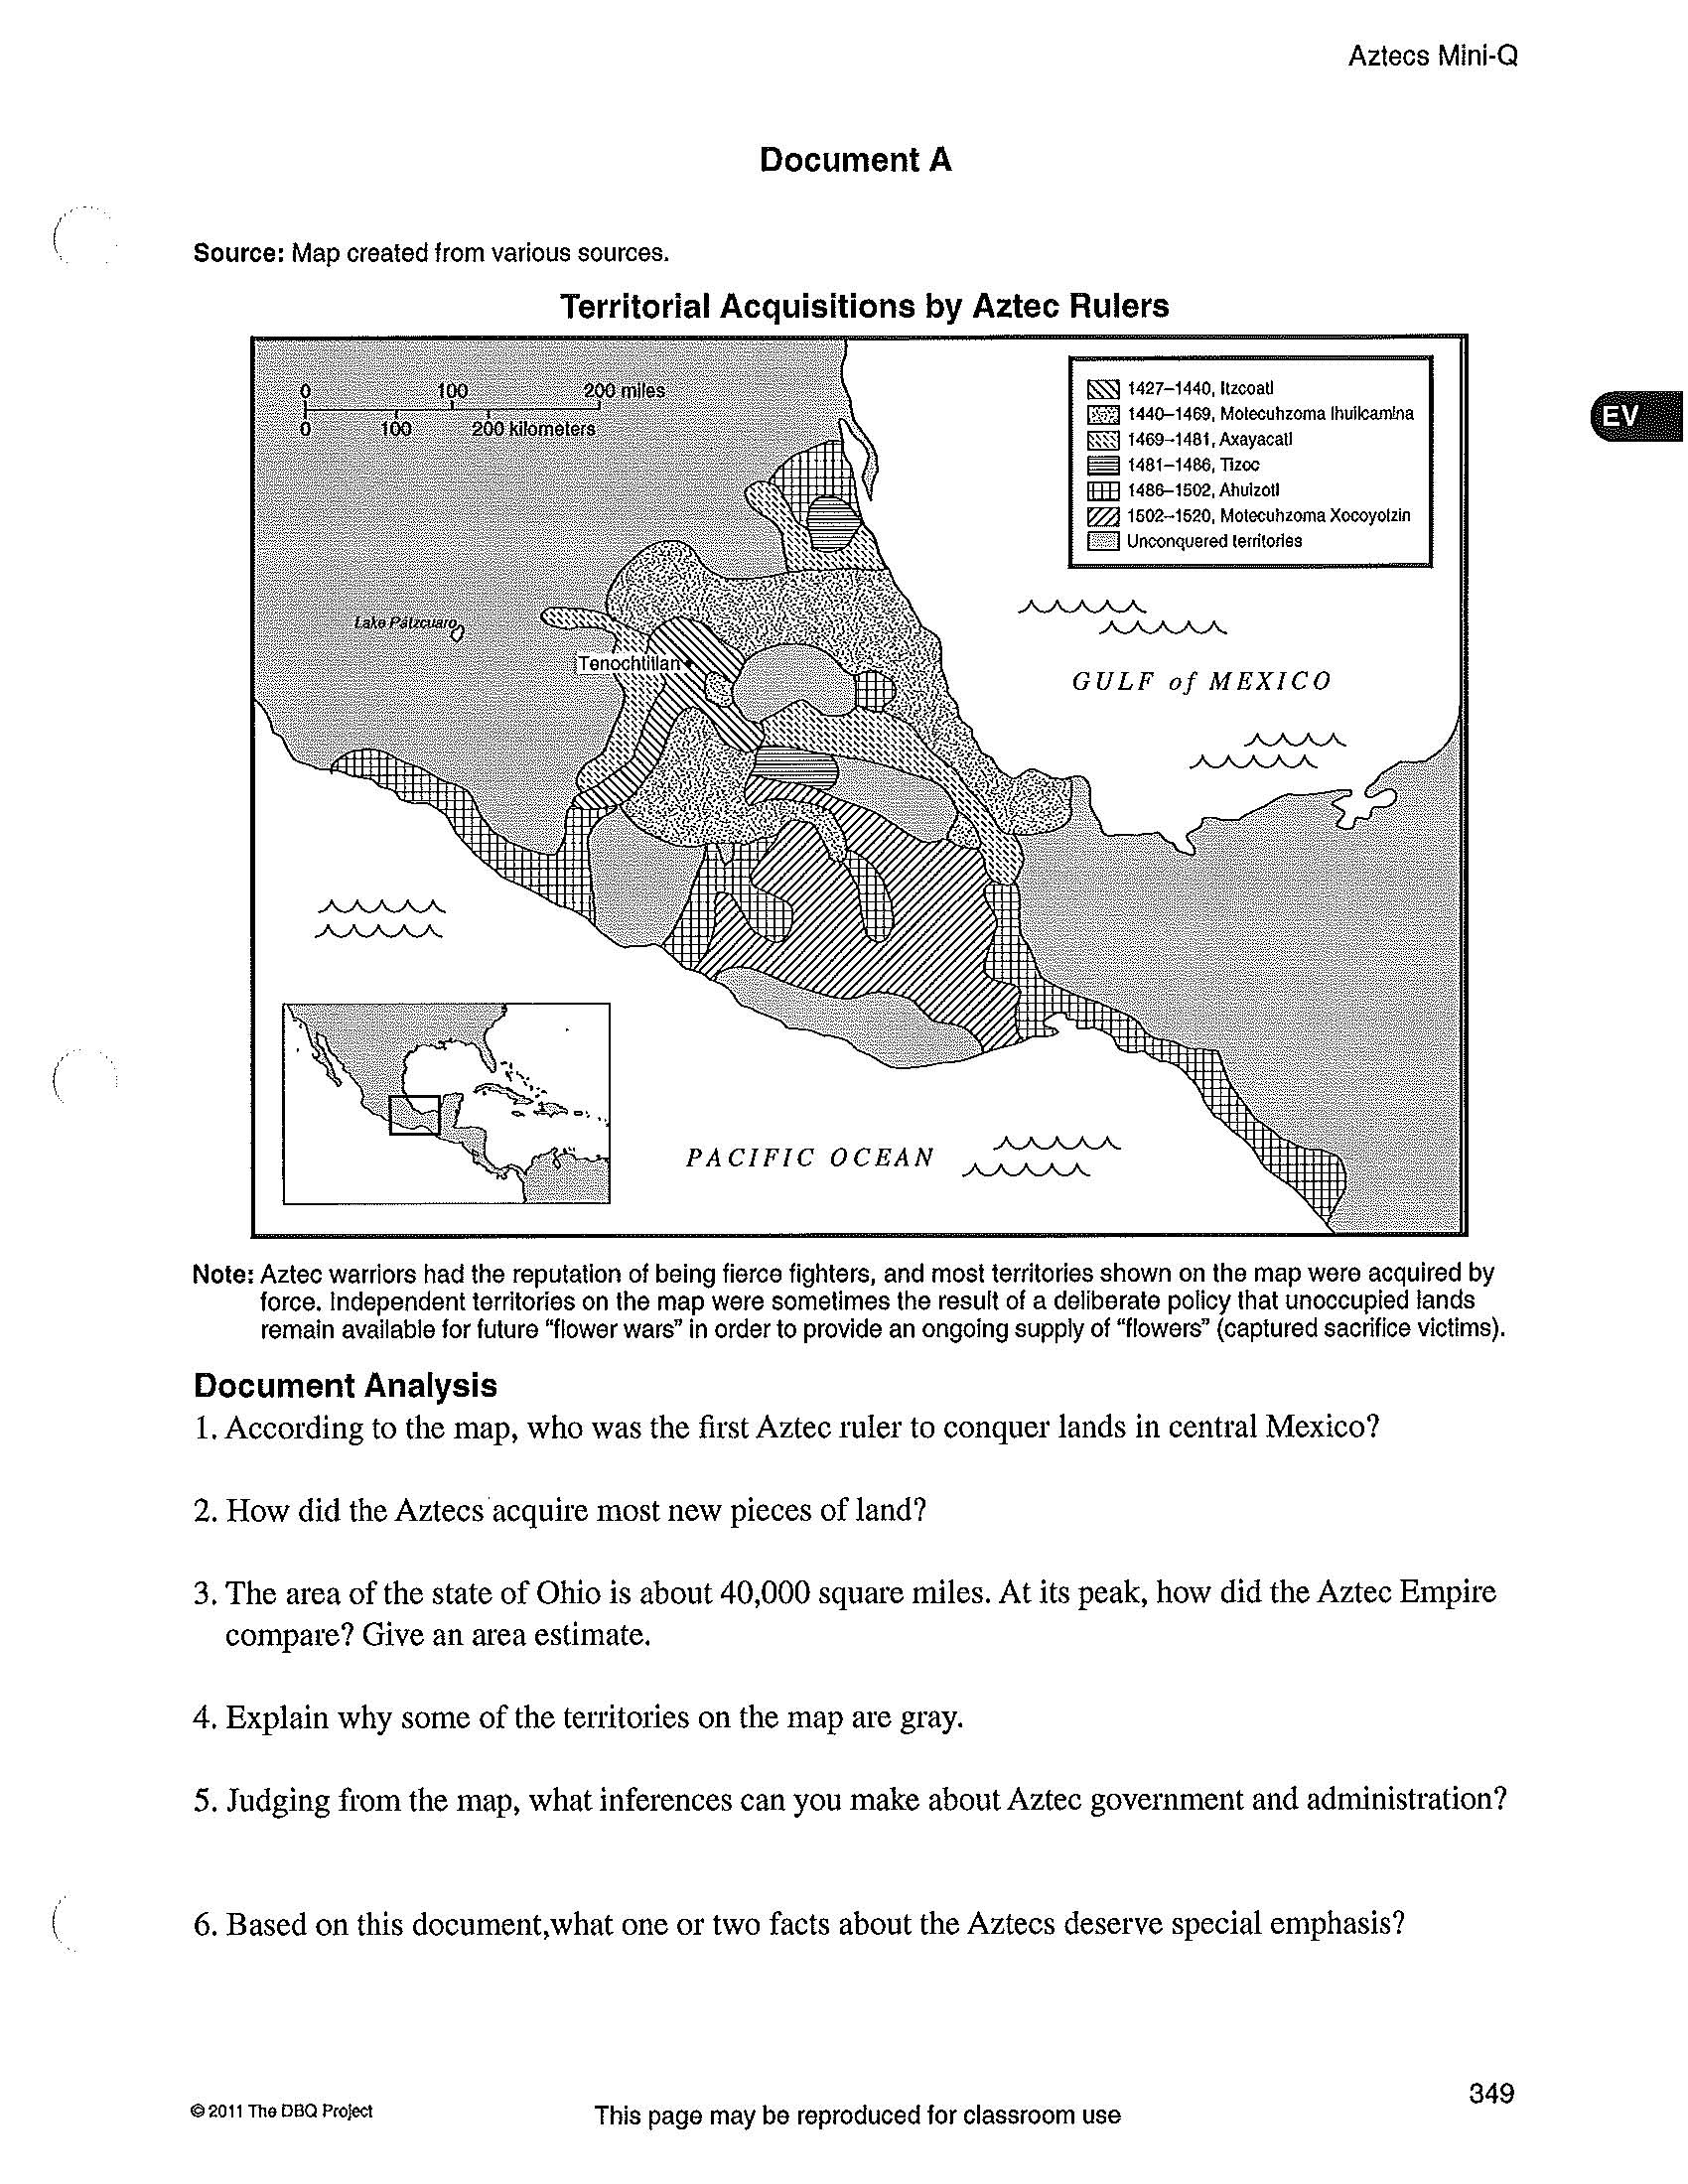 Aztecs Mini-Q
Document A
Source: Map created from various sources.
Territorial Acquisitions by Aztec Rulers
0 100 200 miles
0 100 200 kilometers
1427–1440, Itzcoatl
1440–1469, Motecuhzoma Ilhuilcamina
1469–1481, Axayacatl
1481–1486, Tizoc
1486–1502, Ahuizotl
1502–1520, Motecuhzoma Xocoyotzin
Unconquered territories
EV
Lake Pátzcuaro
Tenochtitlan
GULF of MEXICO
PACIFIC OCEAN
Note: Aztec warriors had the reputation of being fierce fighters, and most territories shown on the map were acquired by
force. Independent territories on the map were sometimes the result of a deliberate policy that unoccupied lands
remain available for future “flower wars” in order to provide an ongoing supply of “flowers” (captured sacrifice victims).
Document Analysis
1. According to the map, who was the first Aztec ruler to conquer lands in central Mexico?
2. How did the Aztecs acquire most new pieces of land?
3. The area of the state of Ohio is about 40,000 square miles. At its peak, how did the Aztec Empire
compare? Give an area estimate.
4. Explain why some of the territories on the map are gray.
5. Judging from the map, what inferences can you make about Aztec government and administration?
6. Based on this document,what one or two facts about the Aztecs deserve special emphasis?
349
© 2011 The DBQ Project
This page may be reproduced for classroom use